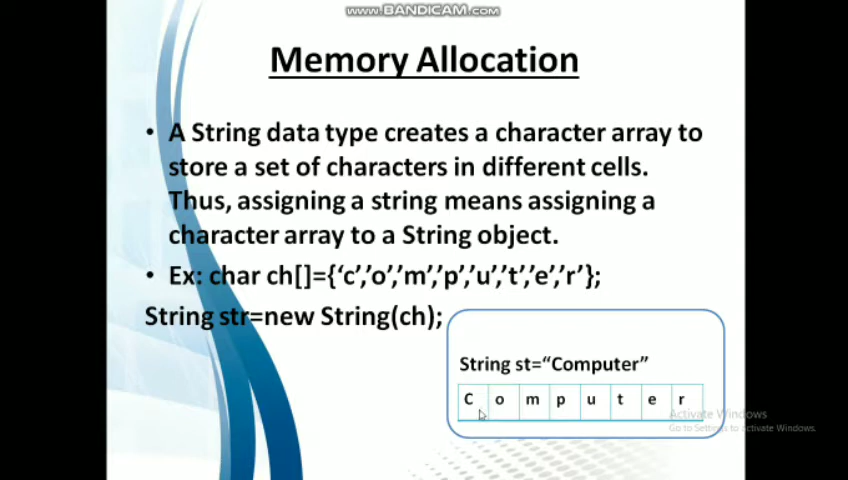 WWW.BANDICAM.COM
Memory Allocation
• A String data type creates a character array to
store a set of characters in different cells.
Thus, assigning a string means assigning a
character array to a String object.
• Ex: char ch[]={‘c’,’o’,’m’,’p’,’u’,’t’,’e’,’r’};
String str=new String(ch);
String st=“Computer”
C o m p u t e r
Activate Windows
Go to Settings to Activate Windows.